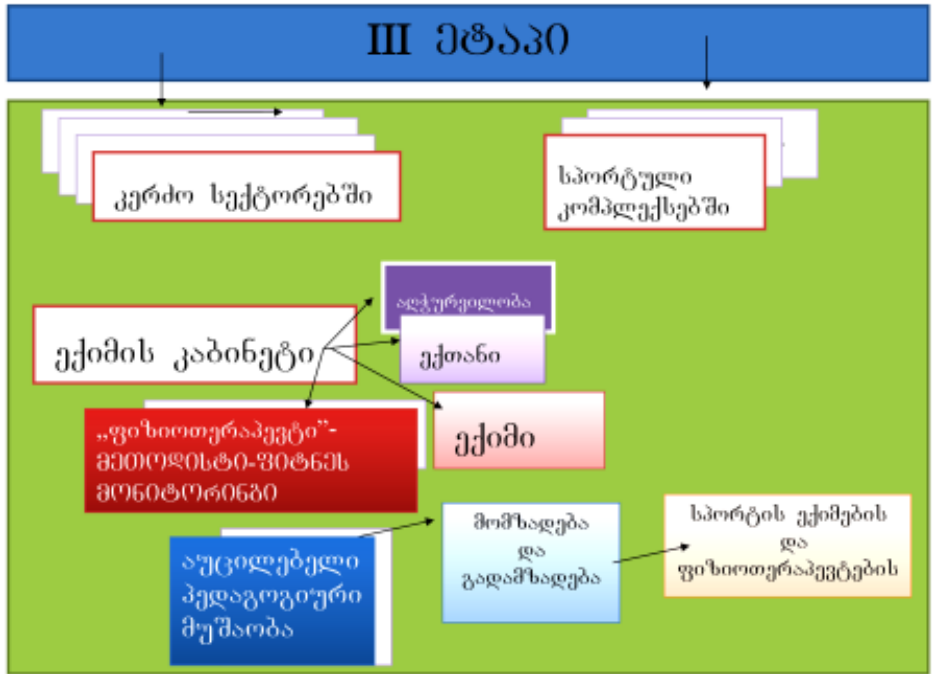 III ეტაპი
კერძო სექტორებში
სპორტული
კომპლექსებში
აღჭურვილობა
ექიმის კაბინეტი
ექთანი
ექიმი
„ფიზიოთერაპევტი”-
მეთოდისტი-ფიტნეს
მონიტორინგი
მომზადება
და
გადამზადება
სპორტის ექიმების
და
ფიზიოთერაპევტების
აუცილებელი
პედაგოგიური
მუშაობა